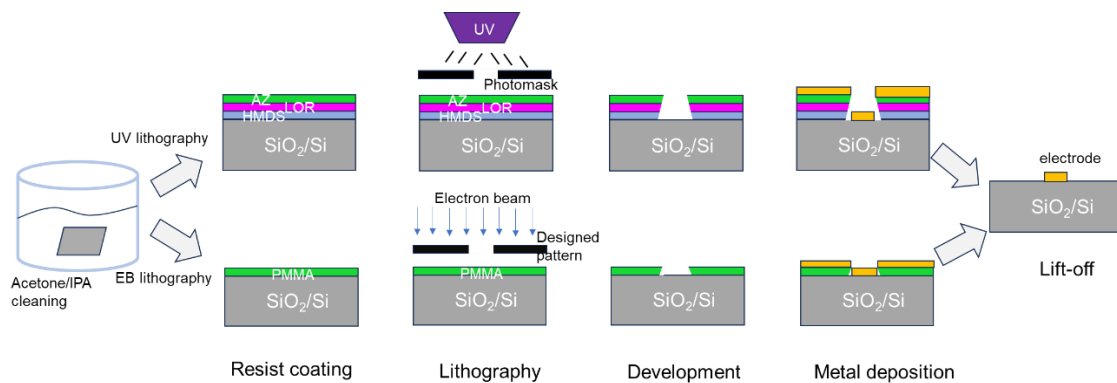 UV
Photomask
AZ
LOR
HMDS
SiO₂/Si
AZ
LOR
HMDS
SiO₂/Si
SiO₂/Si
SiO₂/Si
UV lithography
electrode
SiO₂/Si
Lift-off
Acetone/IPA
cleaning
EB lithography
Electron beam
Designed
pattern
PMMA
SiO₂/Si
PMMA
SiO₂/Si
SiO₂/Si
SiO₂/Si
Resist coating
Lithography
Development
Metal deposition